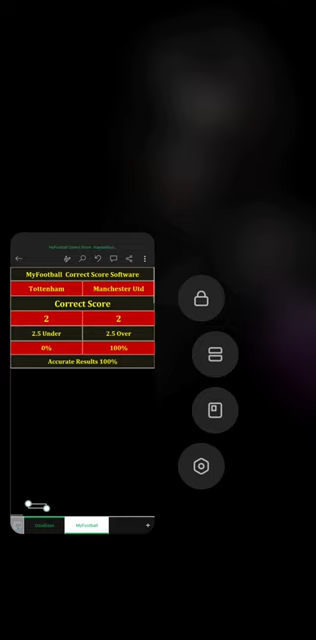 MyFootball Correct Score Software
Tottenham Manchester Utd
Correct Score
2 2
2.5 Under 2.5 Over
0% 100%
Accurate Results 100%
MyFootball